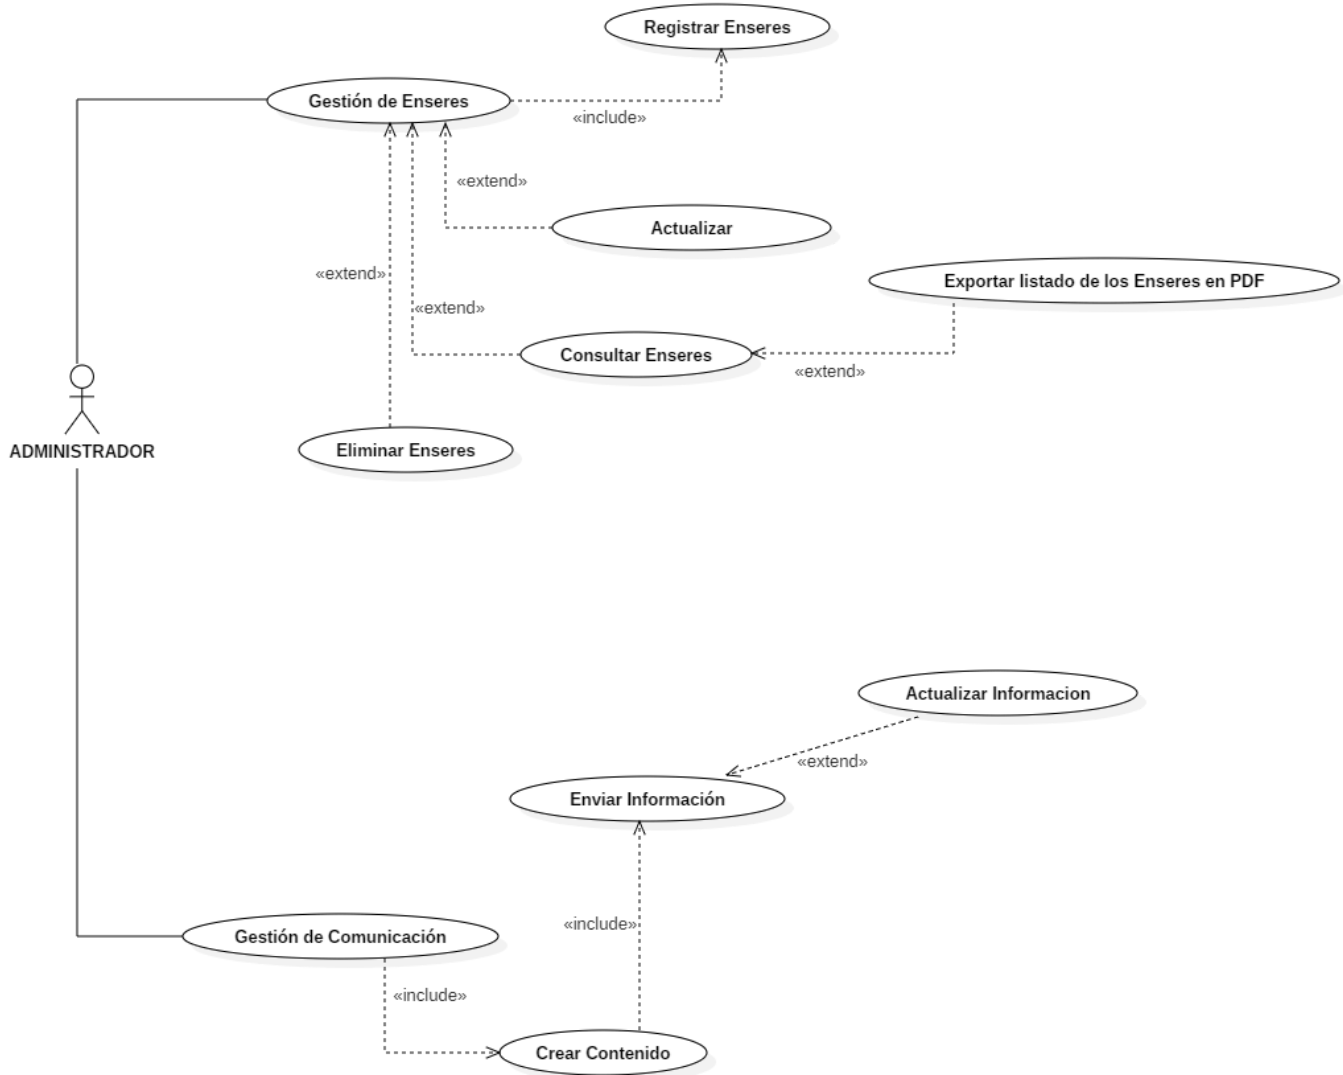 Registrar Enseres
Gestión de Enseres
«include»
«extend»
Actualizar
«extend»
Exportar listado de los Enseres en PDF
«extend»
Consultar Enseres
«extend»
ADMINISTRADOR
Eliminar Enseres
Actualizar Informacion
«extend»
Enviar Información
«include»
Gestión de Comunicación
«include»
Crear Contenido